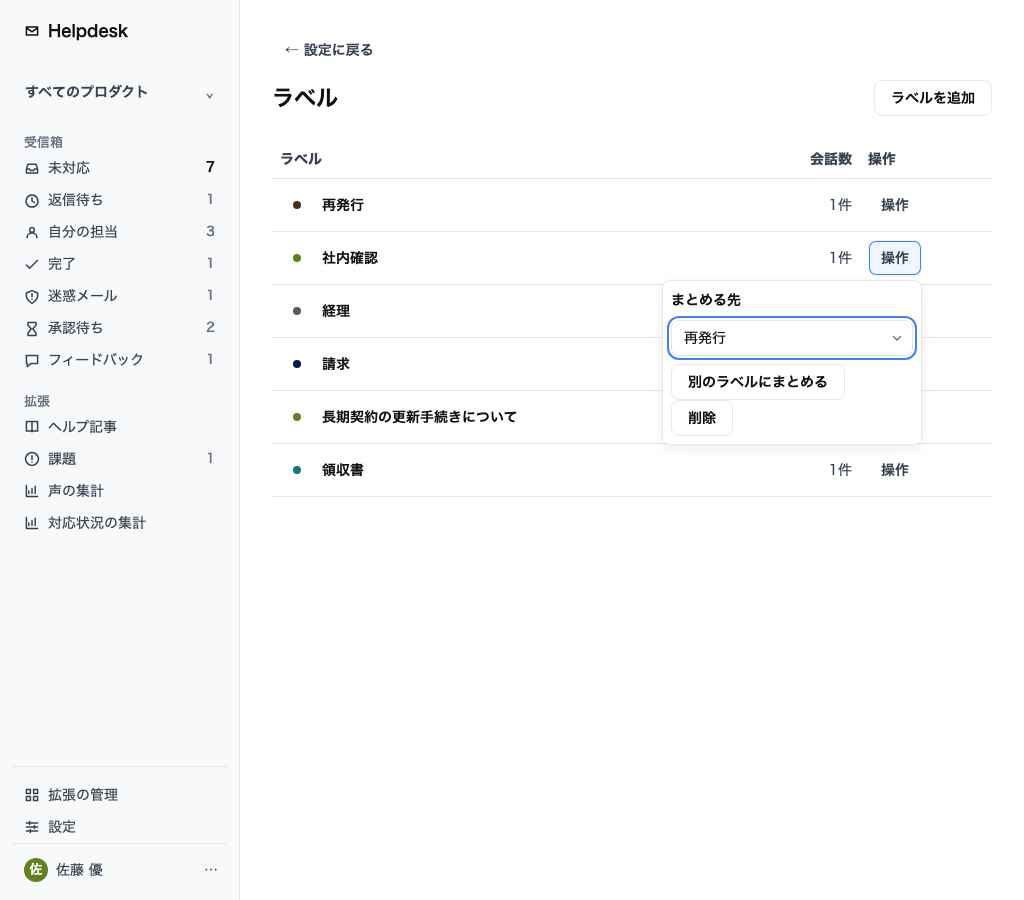 Helpdesk
すべてのプロダクト
受信箱
未対応 7
返信待ち 1
自分の担当 3
完了 1
迷惑メール 1
承認待ち 2
フィードバック 1
拡張
ヘルプ記事
課題 1
声の集計
対応状況の集計
拡張の管理
設定
佐 佐藤 優 …
← 設定に戻る
ラベル
ラベルを追加
ラベル 会話数 操作
再発行 1件 操作
社内確認 1件 操作
経理
請求
長期契約の更新手続きについて
領収書 1件 操作
まとめる先
再発行
別のラベルにまとめる
削除